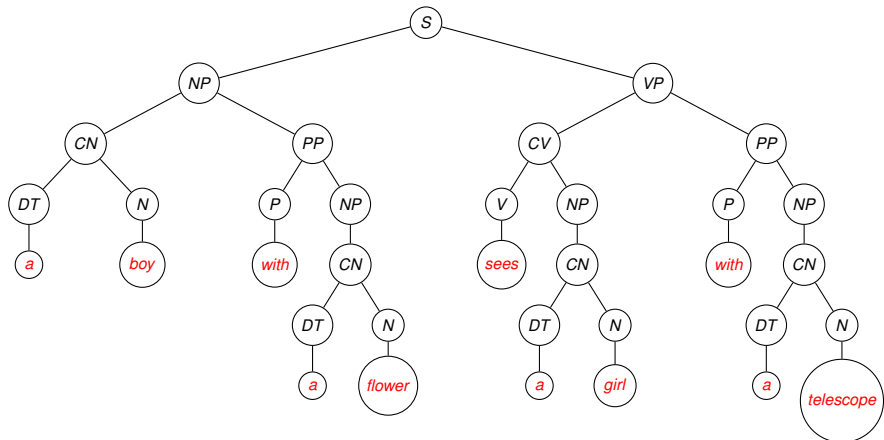 S
NP VP
CN PP CV PP
DT N P NP V NP P NP
a boy with CN sees CN with CN
DT N DT N DT N
a flower a girl a telescope